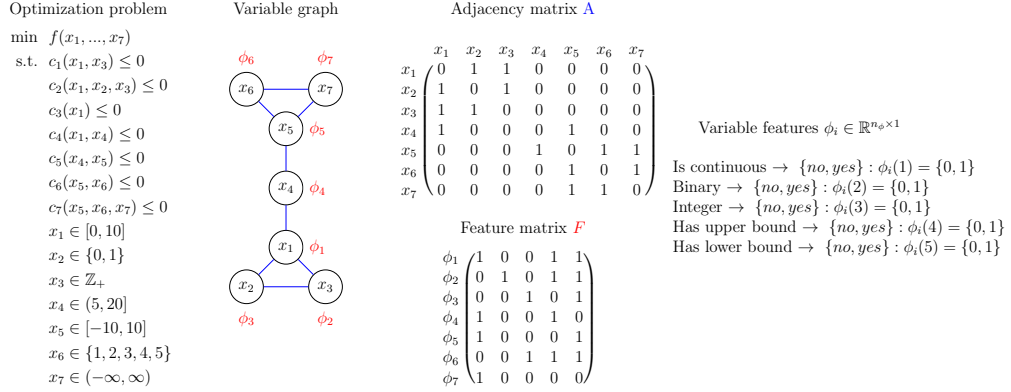 Optimization problem
min f(x₁, ..., x₇)
s.t. c₁(x₁, x₃) ≤ 0
c₂(x₁, x₂, x₃) ≤ 0
c₃(x₁) ≤ 0
c₄(x₁, x₄) ≤ 0
c₅(x₄, x₅) ≤ 0
c₆(x₅, x₆) ≤ 0
c₇(x₅, x₆, x₇) ≤ 0
x₁ ∈ [0, 10]
x₂ ∈ {0, 1}
x₃ ∈ ℤ₊
x₄ ∈ (5, 20]
x₅ ∈ [−10, 10]
x₆ ∈ {1, 2, 3, 4, 5}
x₇ ∈ (−∞, ∞)
Variable graph
ϕ₆ ϕ₇
x₆ x₇
x₅ ϕ₅
x₄ ϕ₄
x₁ ϕ₁
x₂ x₃
ϕ₃ ϕ₂
Adjacency matrix A
x₁ x₂ x₃ x₄ x₅ x₆ x₇
x₁ 0 1 1 0 0 0 0
x₂ 1 0 1 0 0 0 0
x₃ 1 1 0 0 0 0 0
x₄ 1 0 0 0 1 0 0
x₅ 0 0 0 1 0 1 1
x₆ 0 0 0 0 1 0 1
x₇ 0 0 0 0 1 1 0
Feature matrix F
ϕ₁ 1 0 0 1 1
ϕ₂ 0 1 0 1 1
ϕ₃ 0 0 1 0 1
ϕ₄ 1 0 0 1 0
ϕ₅ 1 0 0 0 1
ϕ₆ 0 0 1 1 1
ϕ₇ 1 0 0 0 0
Variable features ϕᵢ ∈ ℝ^{n_ϕ×1}
Is continuous → {no, yes} : ϕᵢ(1) = {0, 1}
Binary → {no, yes} : ϕᵢ(2) = {0, 1}
Integer → {no, yes} : ϕᵢ(3) = {0, 1}
Has upper bound → {no, yes} : ϕᵢ(4) = {0, 1}
Has lower bound → {no, yes} : ϕᵢ(5) = {0, 1}